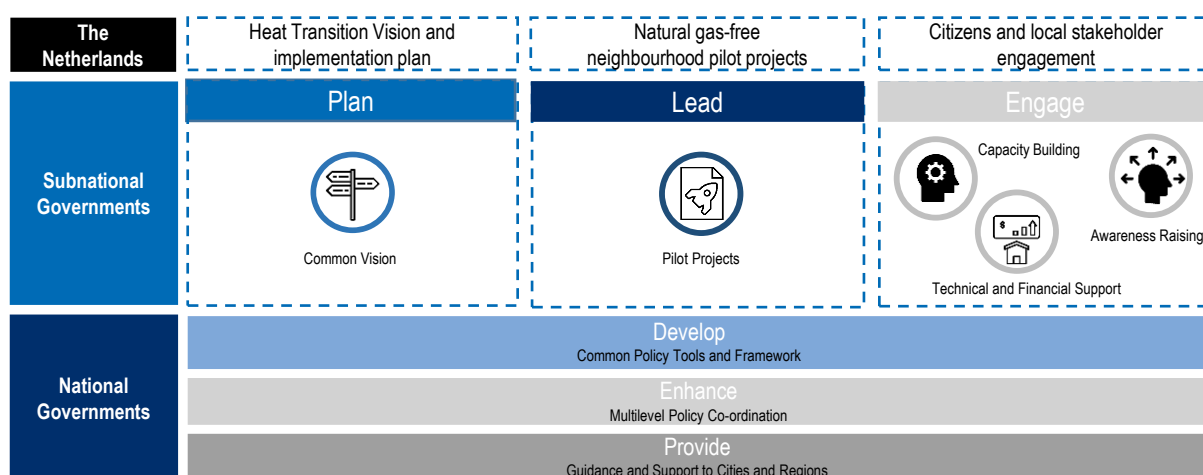 The
Netherlands
Heat Transition Vision and
implementation plan
Natural gas-free
neighbourhood pilot projects
Citizens and local stakeholder
engagement
Subnational
Governments
Plan
Common Vision
Lead
Pilot Projects
Engage
Capacity Building
$
Awareness Raising
Technical and Financial Support
National
Governments
Develop
Common Policy Tools and Framework
Enhance
Multilevel Policy Co-ordination
Provide
Guidance and Support to Cities and Regions